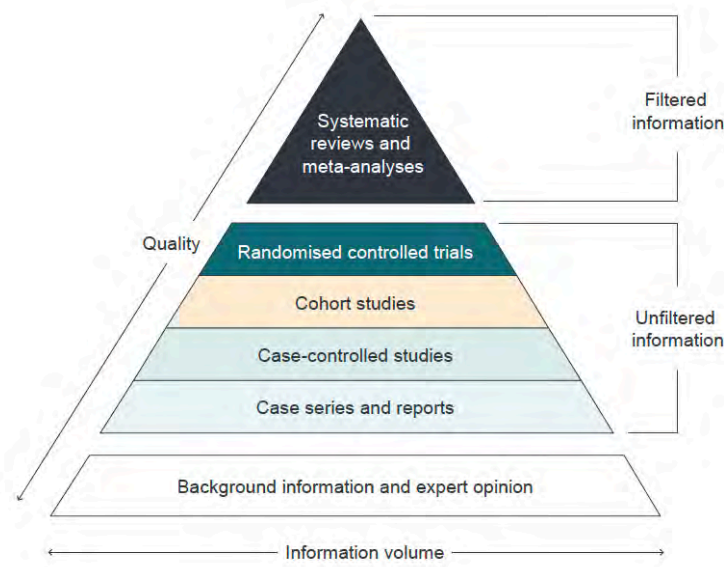 Systematic
reviews and
meta-analyses
Filtered
information
Quality
Randomised controlled trials
Cohort studies
Unfiltered
information
Case-controlled studies
Case series and reports
Background information and expert opinion
Information volume